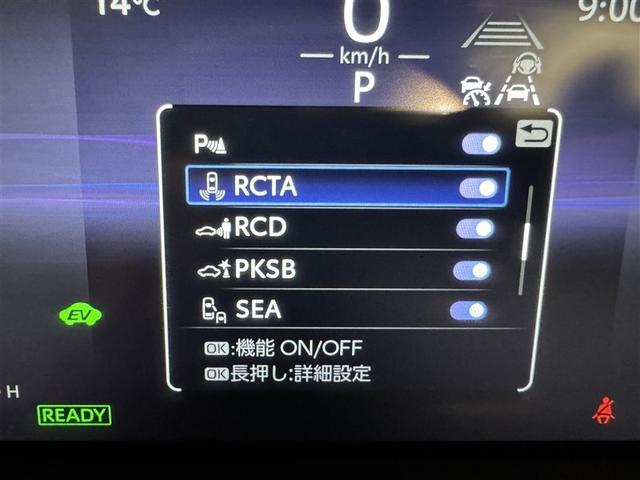 14°C
0
9:00
km/h
P
P
RCTA
RCD
PKSB
SEA
OK:機能 ON/OFF
OK長押し:詳細設定
EV
H
READY